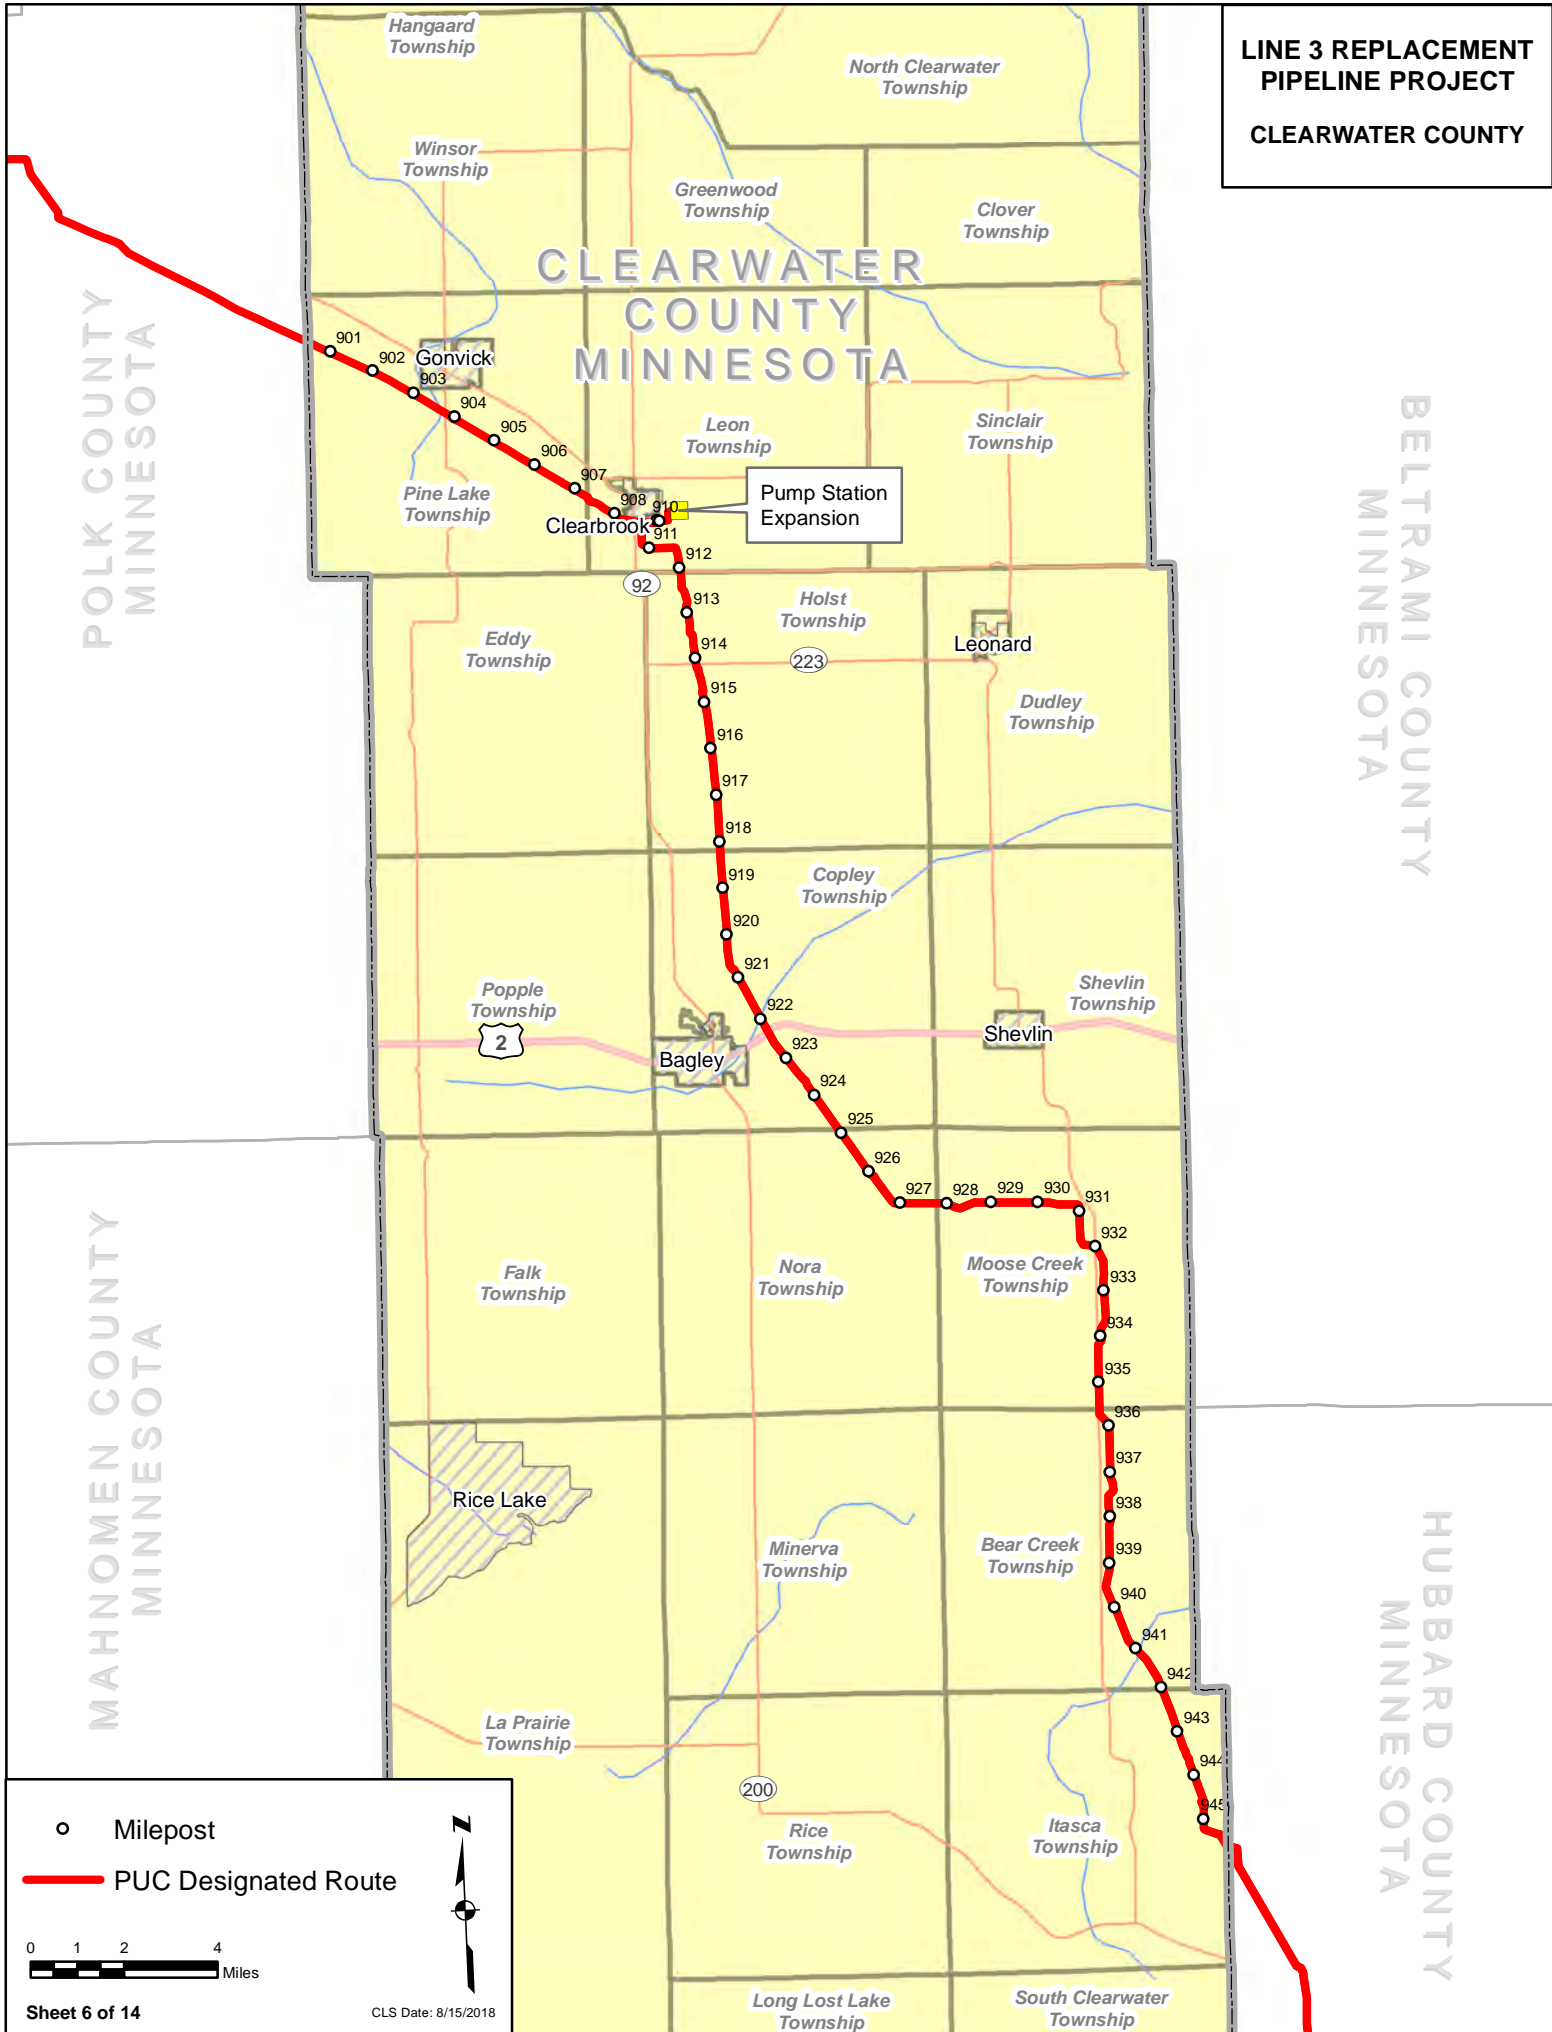 LINE 3 REPLACEMENT
PIPELINE PROJECT
CLEARWATER COUNTY
Hangaard
Township
North Clearwater
Township
Winsor
Township
Greenwood
Township
Clover
Township
CLEARWATER
COUNTY
MINNESOTA
POLK COUNTY
MINNESOTA
901
902
Gonvick
903
904
905
906
907
908
910
Leon
Township
Sinclair
Township
Pine Lake
Township
Clearbrook
Pump Station
Expansion
911
912
92
913
Holst
Township
BELTRAMI COUNTY
MINNESOTA
Eddy
Township
914
223
Leonard
915
Dudley
Township
916
917
918
919
Copley
Township
920
921
Popple
Township
2
922
Shevlin
Township
Shevlin
Bagley
923
924
925
926
927
928
929
930
931
932
MAHNOMEN COUNTY
MINNESOTA
Falk
Township
Nora
Township
Moose Creek
Township
933
934
935
936
937
Rice Lake
938
Minerva
Township
Bear Creek
Township
939
940
941
942
HUBBARD COUNTY
MINNESOTA
La Prairie
Township
943
944
200
945
Rice
Township
Itasca
Township
Long Lost Lake
Township
South Clearwater
Township
Milepost
PUC Designated Route
N
0 1 2 4
Miles
Sheet 6 of 14
CLS Date: 8/15/2018